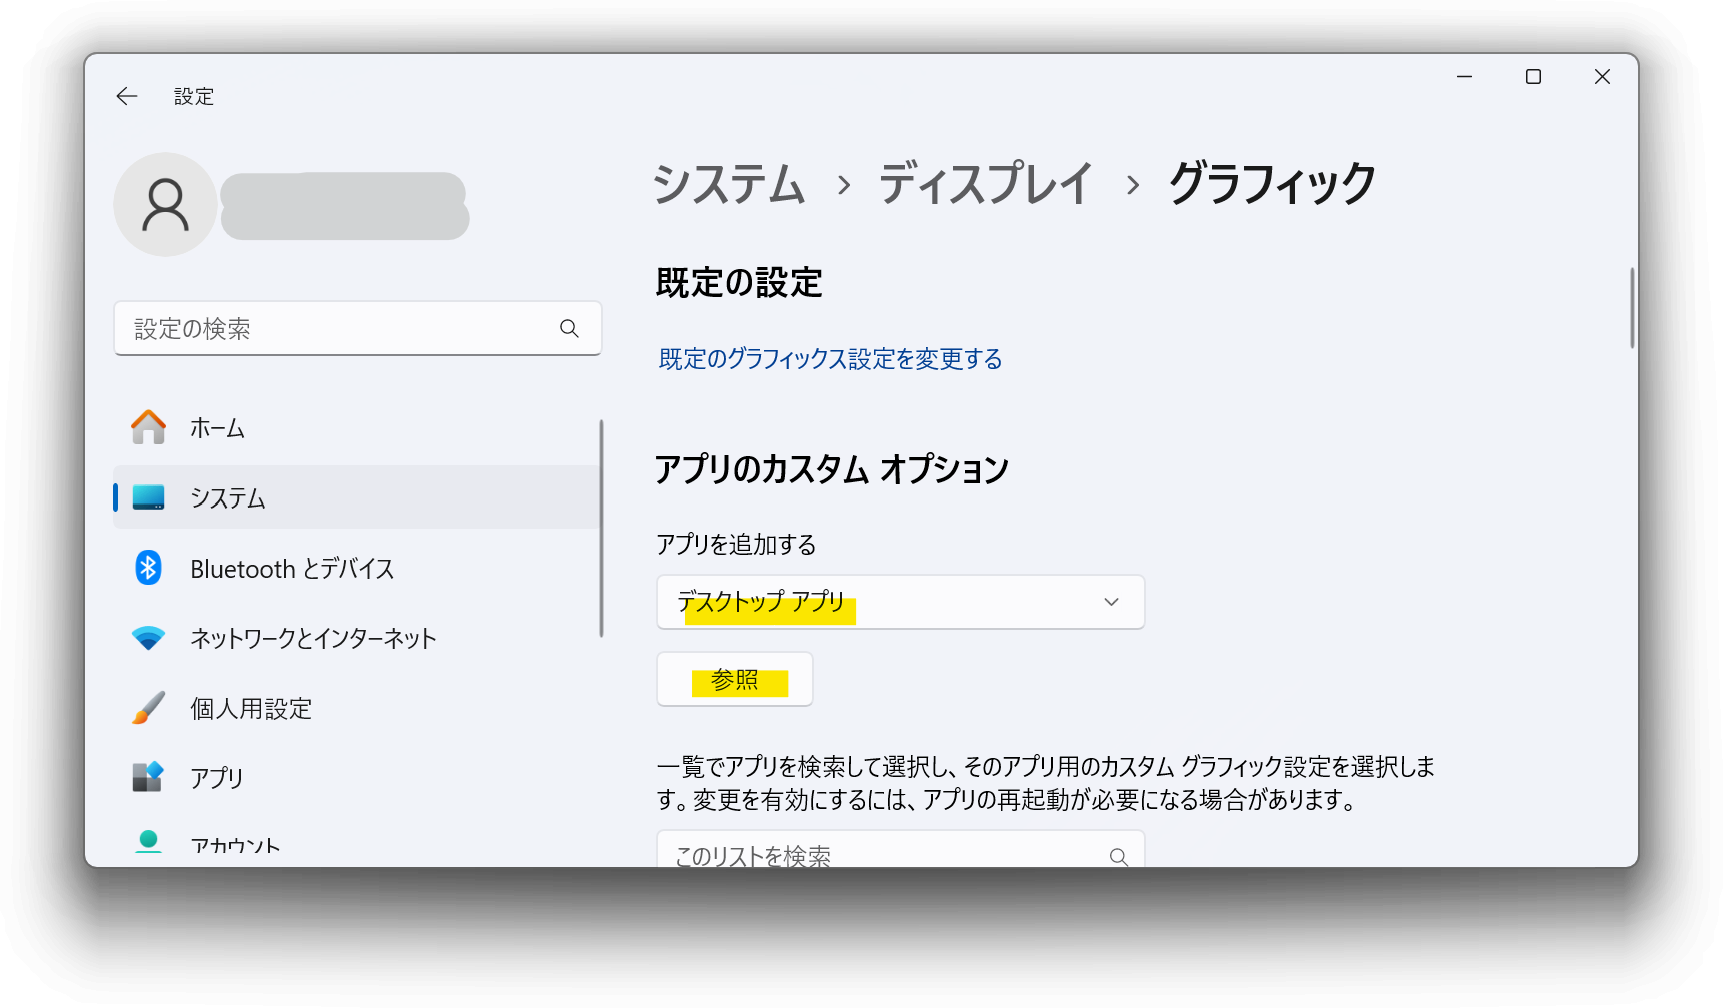 設定
設定の検索
ホーム
システム
Bluetooth とデバイス
ネットワークとインターネット
個人用設定
アプリ
アカウント
システム › ディスプレイ › グラフィック
既定の設定
既定のグラフィックス設定を変更する
アプリのカスタム オプション
アプリを追加する
デスクトップ アプリ
参照
一覧でアプリを検索して選択し、そのアプリ用のカスタム グラフィック設定を選択しま
す。変更を有効にするには、アプリの再起動が必要になる場合があります。
このリストを検索